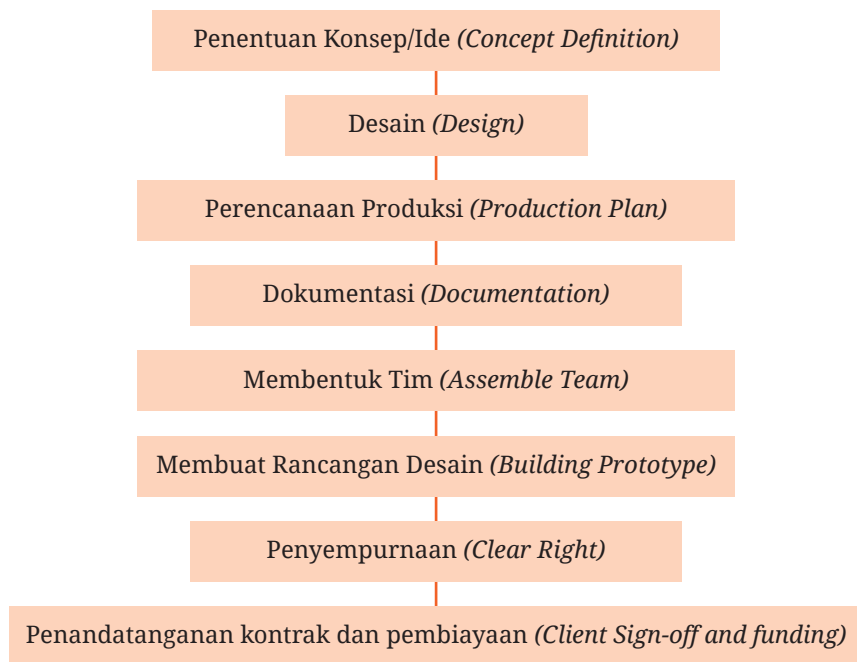 Penentuan Konsep/Ide (Concept Definition)
Desain (Design)
Perencanaan Produksi (Production Plan)
Dokumentasi (Documentation)
Membentuk Tim (Assemble Team)
Membuat Rancangan Desain (Building Prototype)
Penyempurnaan (Clear Right)
Penandatanganan kontrak dan pembiayaan (Client Sign-off and funding)